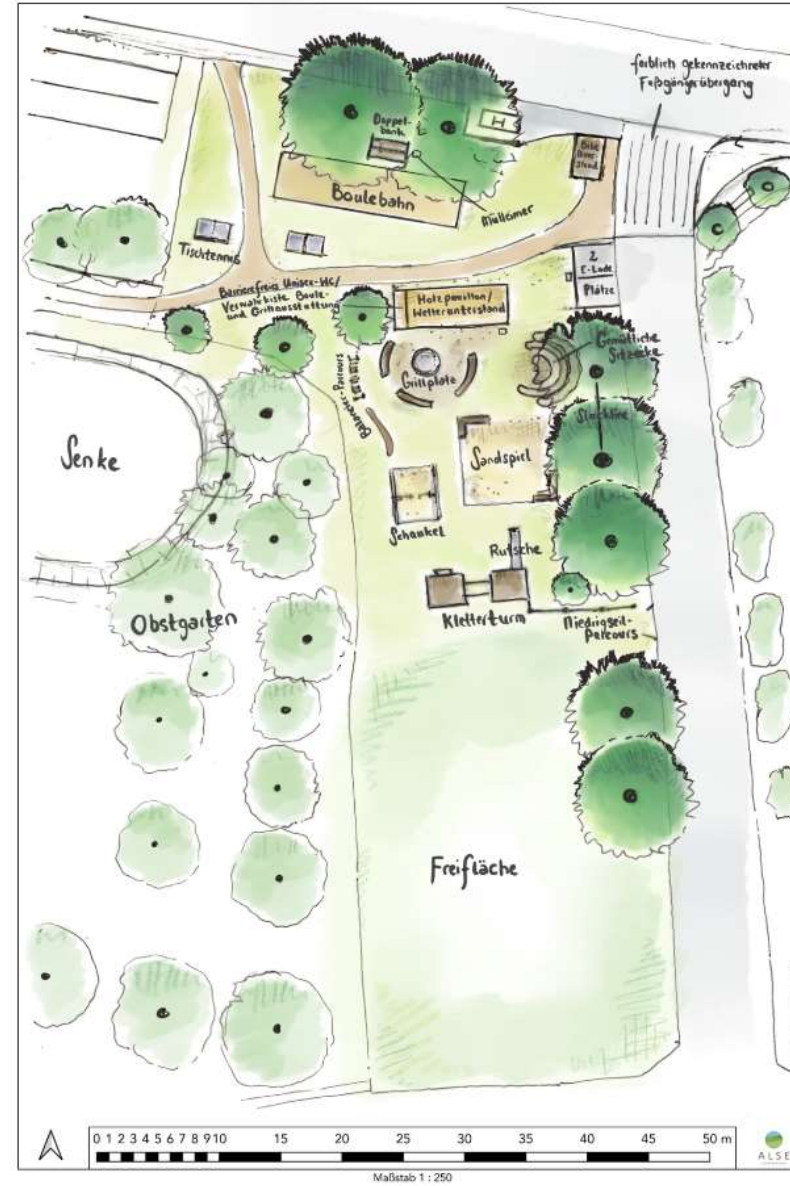 farblich gekennzeichneter
Fußgängerübergang
Doppel-
bank
H
Boulebahn
Mülleimer
Tischtennis
2
E-Lade
Plätze
Barrierefreies Unisex-WC/
Verwahrkiste Boule-
und Grillausstattung
Holzpavillon/
Wetterunterstand
Gemütliche
Sitzecke
Grillplatz
Balancier-Parcours
Slackline
Senke
Sandspiel
Schaukel
Rutsche
Obstgarten
Kletterturm
Niedrigseil-
Parcours
Freifläche
0 1 2 3 4 5 6 7 8 9 10 15 20 25 30 35 40 45 50 m
Maßstab 1 : 250
ALSE